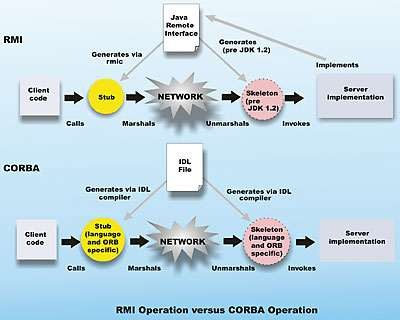 Java
Remote
Interface
RMI
Generates via
rmic
Generates
(pre JDK 1.2)
Implements
Client
code
Stub
NETWORK
Skeleton
(pre
JDK 1.2)
Server
Implementation
Calls
Marshals
Unmarshals
Invokes
CORBA
IDL
File
Generates via IDL
compiler
Generates via IDL
compiler
Client
code
Stub
(language
and ORB
specific)
NETWORK
Skeleton
(language
and ORB
specific)
Server
implementation
Calls
Marshals
Unmarshals
Invokes
RMI Operation versus CORBA Operation